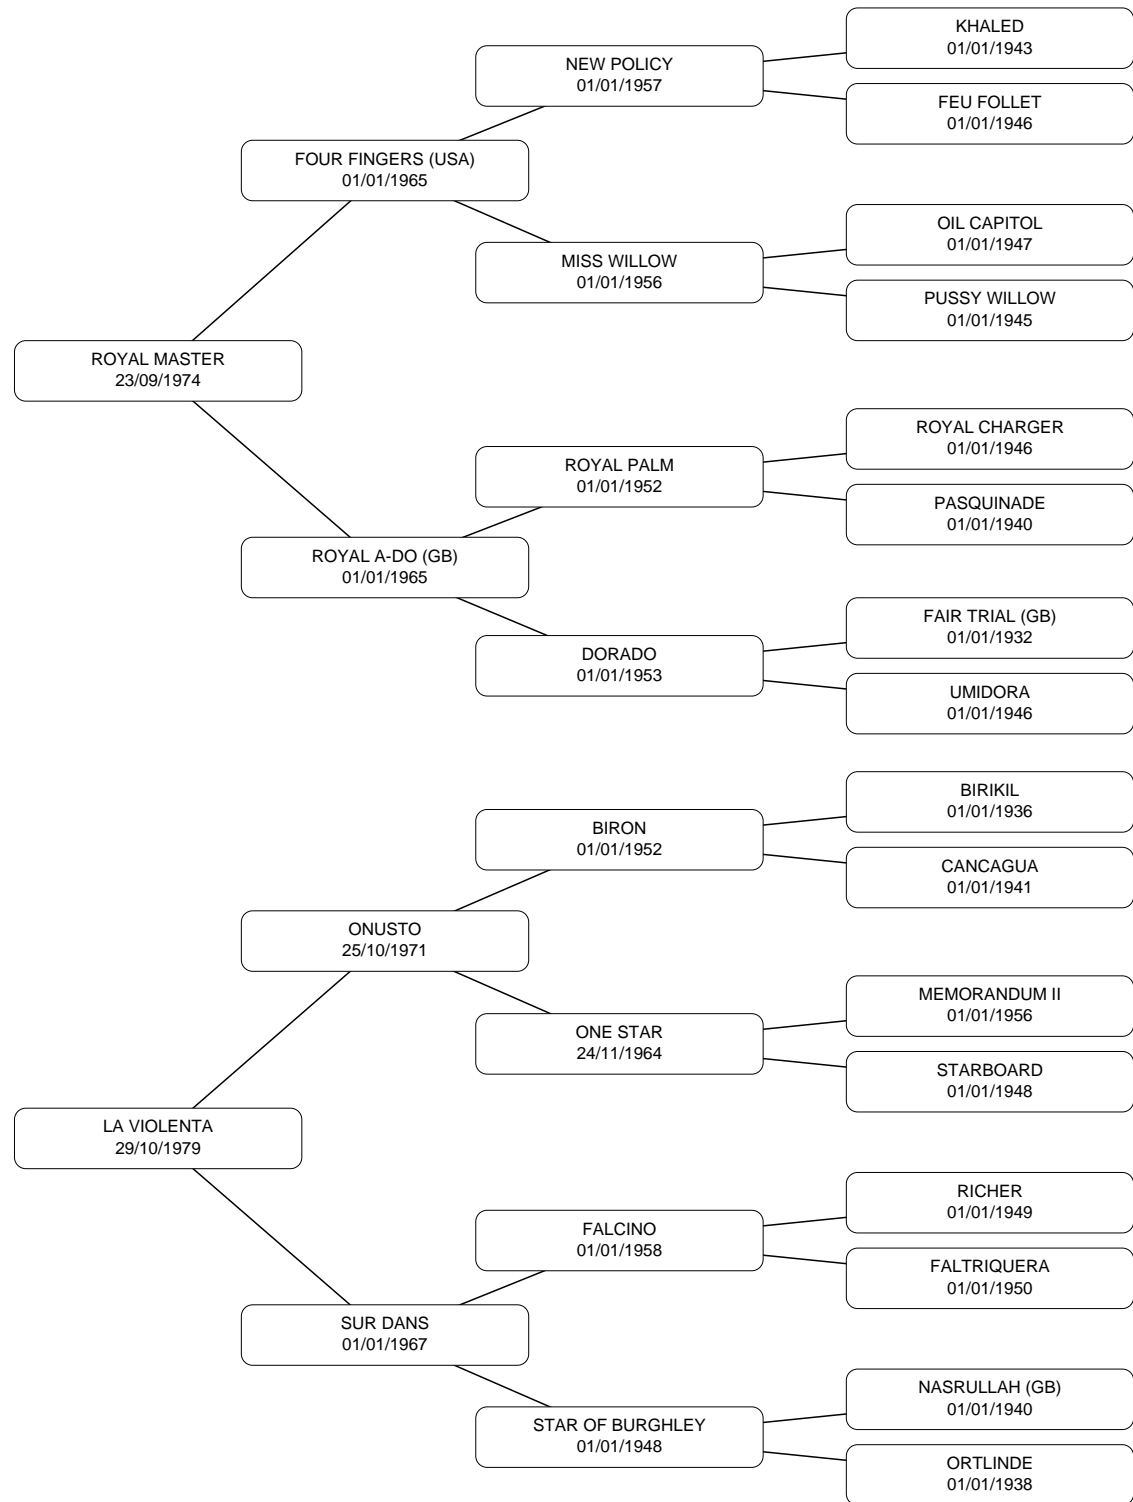 KHALED
01/01/1943
NEW POLICY
01/01/1957
FEU FOLLET
01/01/1946
FOUR FINGERS (USA)
01/01/1965
OIL CAPITOL
01/01/1947
MISS WILLOW
01/01/1956
PUSSY WILLOW
01/01/1945
ROYAL MASTER
23/09/1974
ROYAL CHARGER
01/01/1946
ROYAL PALM
01/01/1952
PASQUINADE
01/01/1940
ROYAL A-DO (GB)
01/01/1965
FAIR TRIAL (GB)
01/01/1932
DORADO
01/01/1953
UMIDORA
01/01/1946
BIRIKIL
01/01/1936
BIRON
01/01/1952
CANCAGUA
01/01/1941
ONUSTO
25/10/1971
MEMORANDUM II
01/01/1956
ONE STAR
24/11/1964
STARBOARD
01/01/1948
LA VIOLENTA
29/10/1979
RICHER
01/01/1949
FALCINO
01/01/1958
FALTRIQUERA
01/01/1950
SUR DANS
01/01/1967
NASRULLAH (GB)
01/01/1940
STAR OF BURGHLEY
01/01/1948
ORTLINDE
01/01/1938